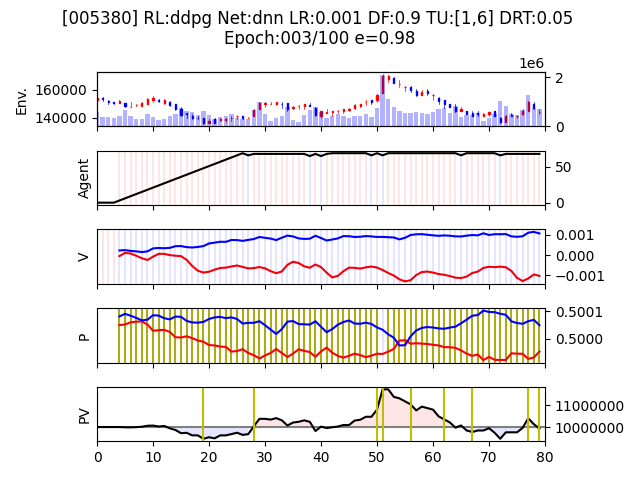 [005380] RL:ddpg Net:dnn LR:0.001 DF:0.9 TU:[1,6] DRT:0.05
Epoch:003/100 e=0.98
1e6
Env.
160000
140000
2
0
Agent
50
0
V
0.001
0.000
−0.001
P
0.5001
0.5000
PV
11000000
10000000
0 10 20 30 40 50 60 70 80